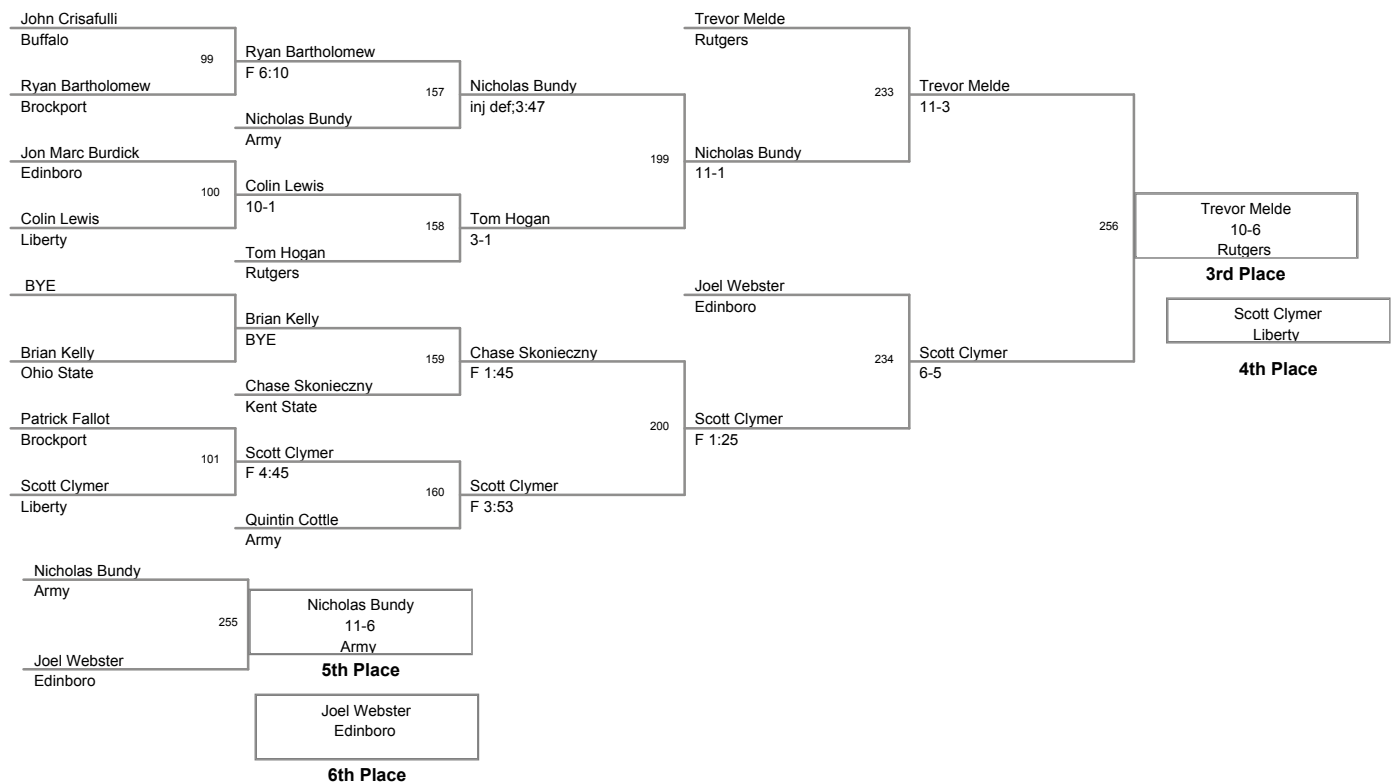 John Crisafulli
Buffalo
99
Ryan Bartholomew
Brockport
Jon Marc Burdick
Edinboro
100
Colin Lewis
Liberty
BYE
Brian Kelly
Ohio State
Patrick Fallot
Brockport
101
Scott Clymer
Liberty
Ryan Bartholomew
F 6:10
157
Nicholas Bundy
Army
Colin Lewis
10-1
158
Tom Hogan
Rutgers
Brian Kelly
BYE
159
Chase Skonieczny
Kent State
Scott Clymer
F 4:45
160
Quintin Cottle
Army
Nicholas Bundy
inj def;3:47
199
Tom Hogan
3-1
Chase Skonieczny
F 1:45
200
Scott Clymer
F 3:53
Trevor Melde
Rutgers
233
Nicholas Bundy
11-1
Joel Webster
Edinboro
234
Scott Clymer
F 1:25
Trevor Melde
11-3
256
Scott Clymer
6-5
Trevor Melde
10-6
Rutgers
3rd Place
Scott Clymer
Liberty
4th Place
Nicholas Bundy
Army
255
Joel Webster
Edinboro
Nicholas Bundy
11-6
Army
5th Place
Joel Webster
Edinboro
6th Place